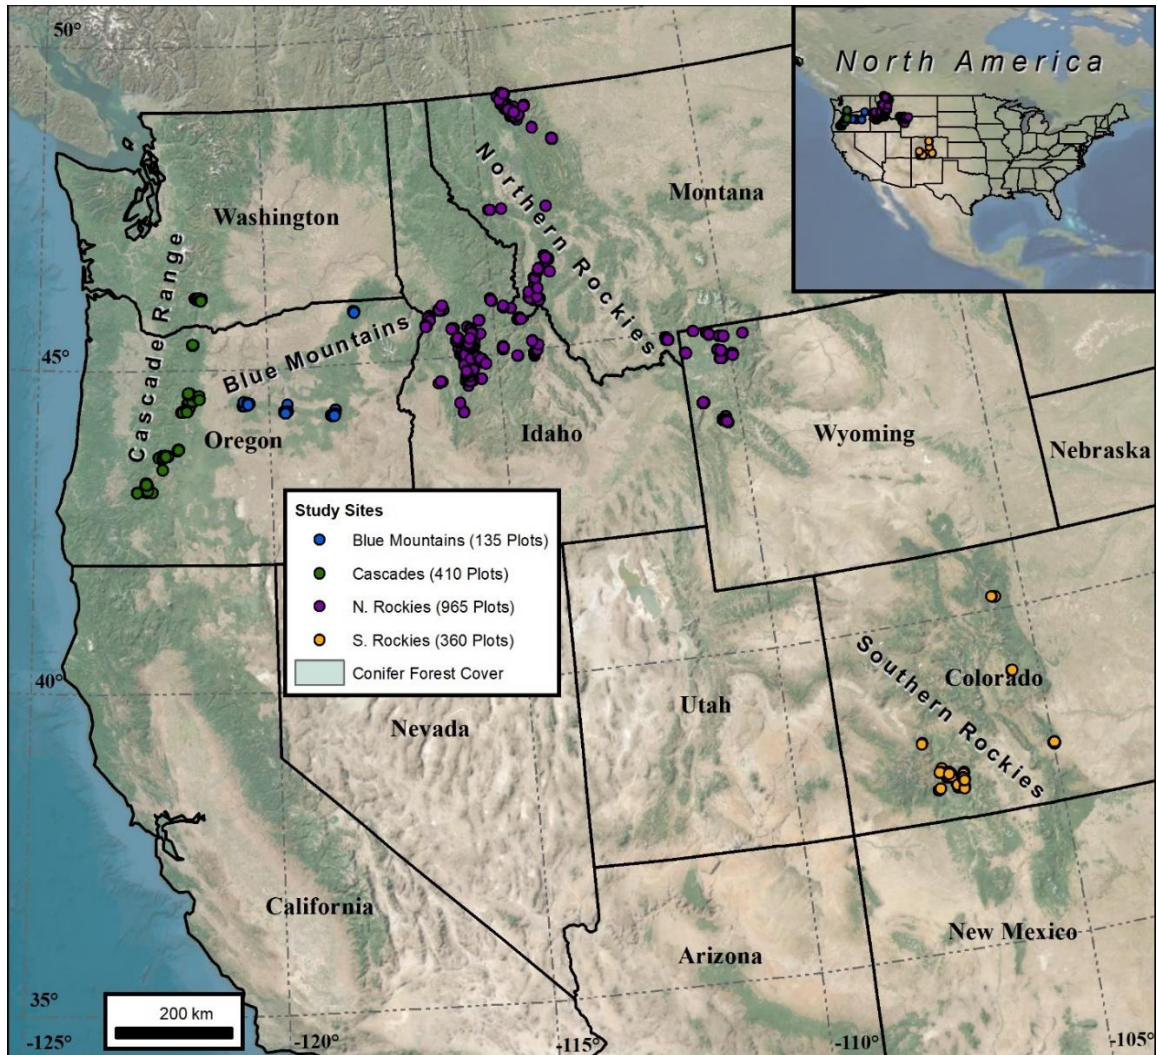 50°
North America
Northern Rockies
Montana
Washington
Cascade Range
45°
Blue Mountains
Oregon
Idaho
Wyoming
Nebraska
Study Sites
Blue Mountains (135 Plots)
Cascades (410 Plots)
N. Rockies (965 Plots)
S. Rockies (360 Plots)
Conifer Forest Cover
Southern Rockies
Colorado
40°
Nevada
Utah
California
New Mexico
Arizona
35°
200 km
-125°
-120°
-115°
-110°
-105°